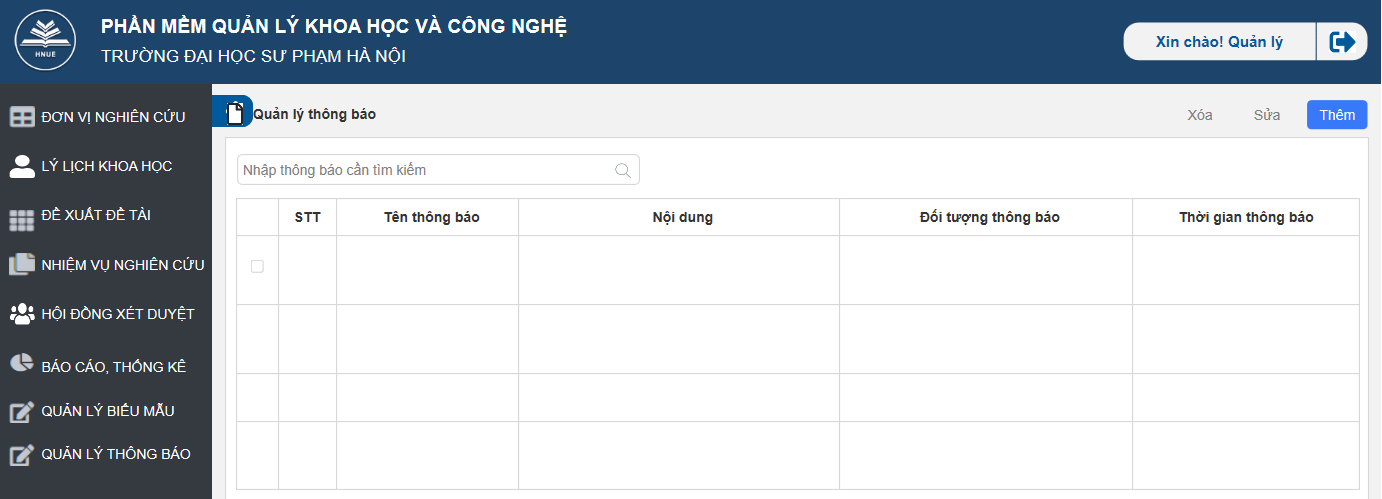 PHẦN MỀM QUẢN LÝ KHOA HỌC VÀ CÔNG NGHỆ
TRƯỜNG ĐẠI HỌC SƯ PHẠM HÀ NỘI
HNUE
Xin chào! Quản lý
ĐƠN VỊ NGHIÊN CỨU
LÝ LỊCH KHOA HỌC
ĐỀ XUẤT ĐỀ TÀI
NHIỆM VỤ NGHIÊN CỨU
HỘI ĐỒNG XÉT DUYỆT
BÁO CÁO, THỐNG KÊ
QUẢN LÝ BIỂU MẪU
QUẢN LÝ THÔNG BÁO
Quản lý thông báo
Xóa Sửa Thêm
Nhập thông báo cần tìm kiếm
STT Tên thông báo Nội dung Đối tượng thông báo Thời gian thông báo